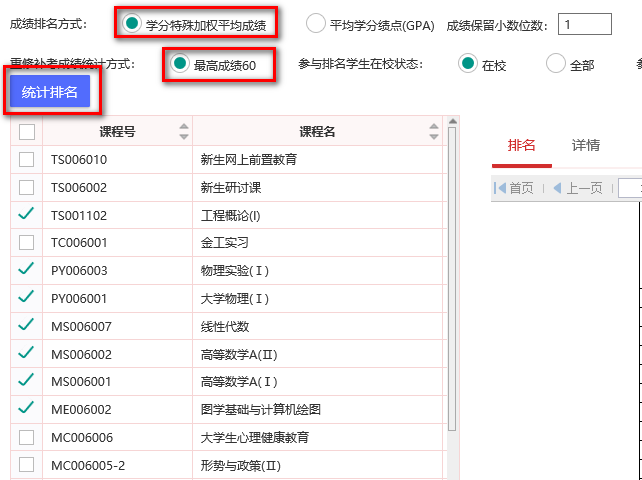 成绩排名方式: 学分特殊加权平均成绩 平均学分绩点(GPA) 成绩保留小数位数: 1
重修补考成绩统计方式: 最高成绩60 参与排名学生在校状态: 在校 全部
统计排名
课程号 课程名
TS006010 新生网上前置教育
TS006002 新生研讨课
TS001102 工程概论(I)
TC006001 金工实习
PY006003 物理实验(Ⅰ)
PY006001 大学物理(Ⅰ)
MS006007 线性代数
MS006002 高等数学A(Ⅱ)
MS006001 高等数学A(Ⅰ)
ME006002 图学基础与计算机绘图
MC006006 大学生心理健康教育
MC006005-2 形势与政策(Ⅱ)
排名 详情
首页 上一页